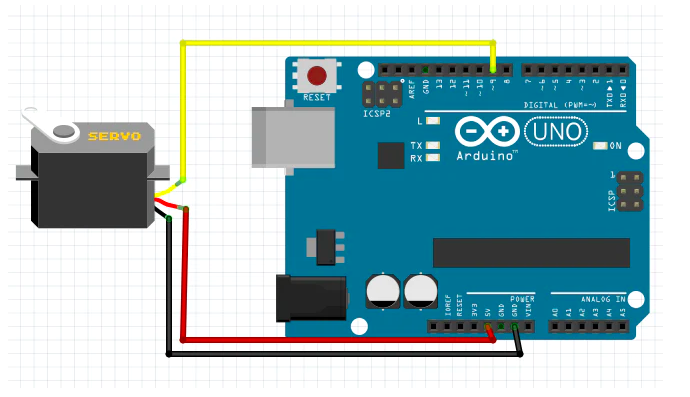 RESET
ICSP2
AREF
GND
13
12
~11
~10
~9
8
7
~6
~5
4
~3
2
TXD▶1
RXD◀0
DIGITAL (PWM=~)
L
TX
RX
Arduino™
UNO
ON
1
ICSP
SERVO
IOREF
RESET
3V3
5V
GND
GND
VIN
POWER
ANALOG IN
A0
A1
A2
A3
A4
A5